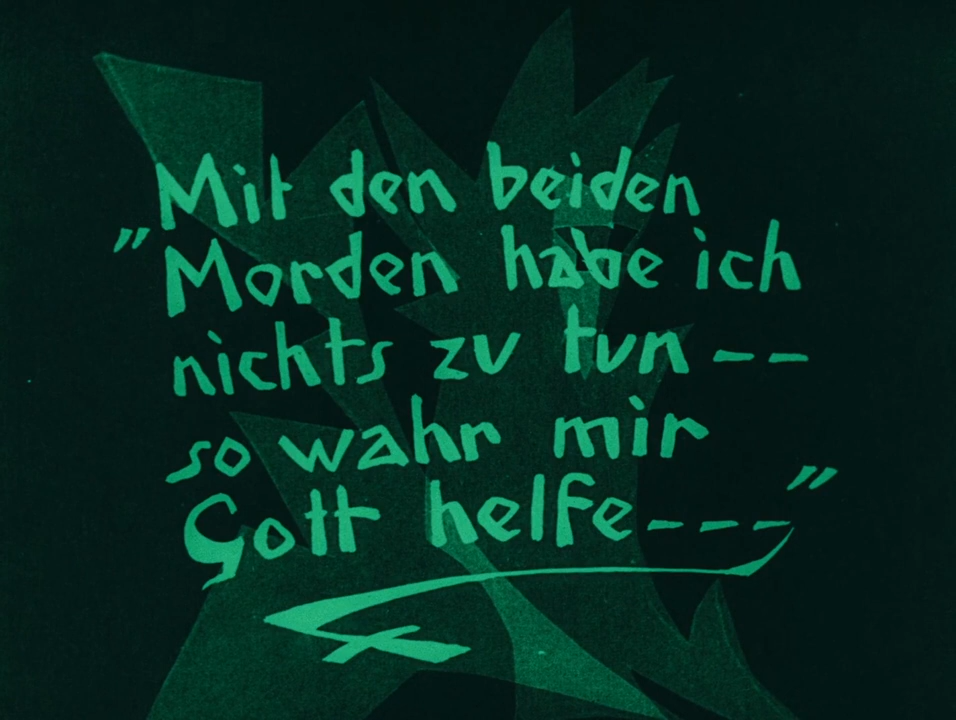 "Mit den beiden
Morden habe ich
nichts zu tun --
so wahr mir
Gott helfe---"